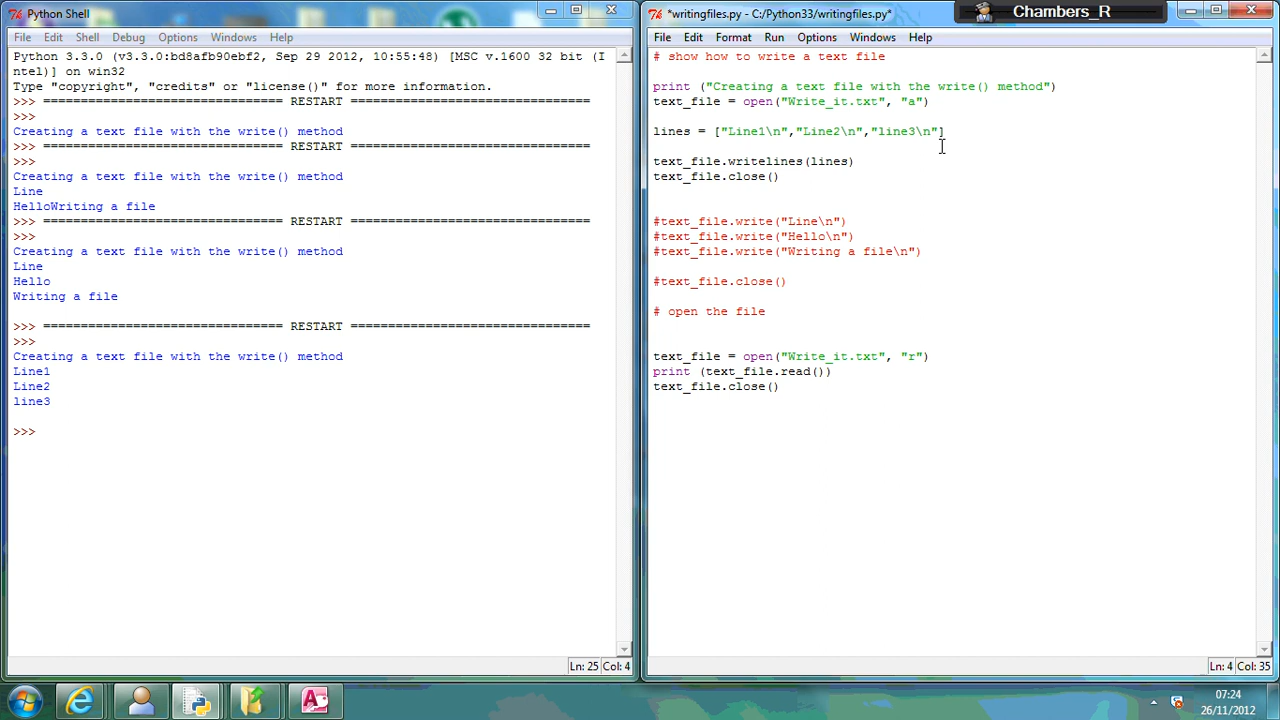 Python Shell
File Edit Shell Debug Options Windows Help
Python 3.3.0 (v3.3.0:bd8afb90ebf2, Sep 29 2012, 10:55:48) [MSC v.1600 32 bit (I
ntel)] on win32
Type "copyright", "credits" or "license()" for more information.
>>> ================================ RESTART ================================
>>>
Creating a text file with the write() method
>>> ================================ RESTART ================================
>>>
Creating a text file with the write() method
Line
HelloWriting a file
>>> ================================ RESTART ================================
>>>
Creating a text file with the write() method
Line
Hello
Writing a file
>>> ================================ RESTART ================================
>>>
Creating a text file with the write() method
Line1
Line2
line3
>>>
Ln: 25 Col: 4
*writingfiles.py - C:/Python33/writingfiles.py*
Chambers_R
File Edit Format Run Options Windows Help
# show how to write a text file
print ("Creating a text file with the write() method")
text_file = open("Write_it.txt", "a")
lines = ["Line1\n","Line2\n","line3\n"]
text_file.writelines(lines)
text_file.close()
#text_file.write("Line\n")
#text_file.write("Hello\n")
#text_file.write("Writing a file\n")
#text_file.close()
# open the file
text_file = open("Write_it.txt", "r")
print (text_file.read())
text_file.close()
Ln: 4 Col: 35
07:24
26/11/2012